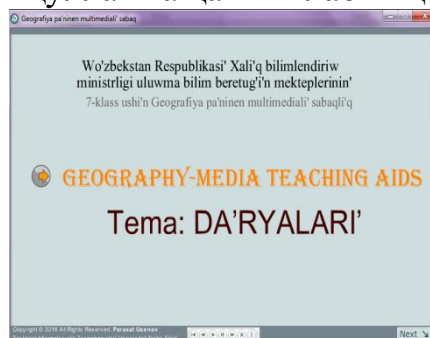 Geografiya pa'ninen multimediali' sabaq
Wo'zbekstan Respublikasi' Xali'q bilimlendiriw
ministrligi uluwma bilim beretug'i'n mekteplerinin'
7-klass ushi'n Geografiya pa'ninen multimediali' sabaqli'q
GEOGRAPHY-MEDIA TEACHING AIDS
Tema: DA'RYALARI'
Copyright © 2016 All Rights Reserved. Paraxat Usenov
Next